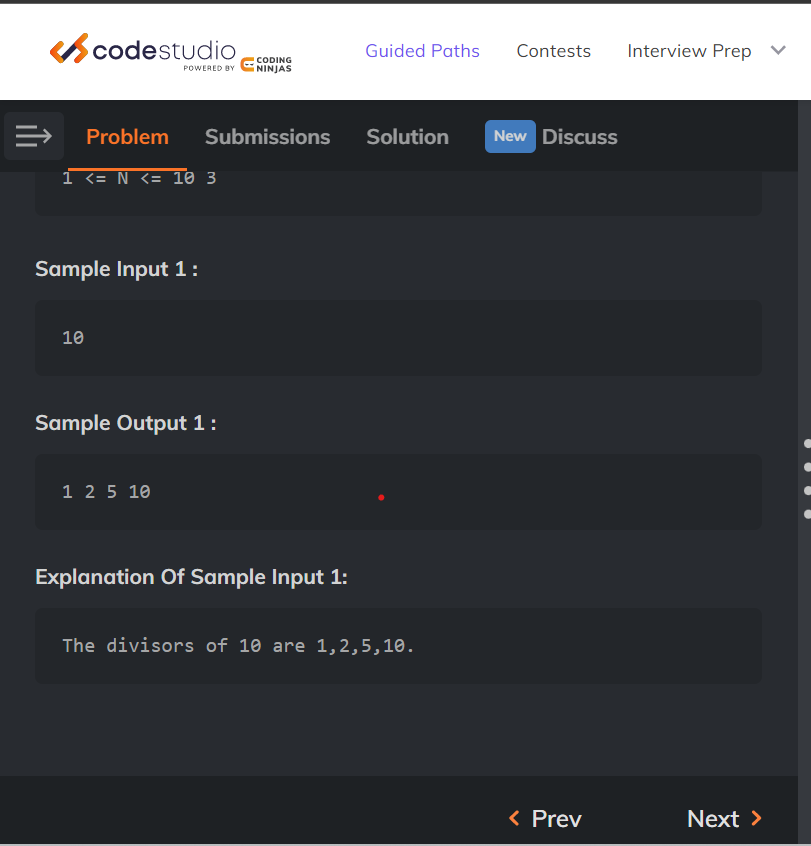 codestudio
POWERED BY CODING NINJAS
Guided Paths Contests Interview Prep
Problem Submissions Solution New Discuss
1 <= N <= 10 3
Sample Input 1 :
10
Sample Output 1 :
1 2 5 10
Explanation Of Sample Input 1:
The divisors of 10 are 1,2,5,10.
Prev Next